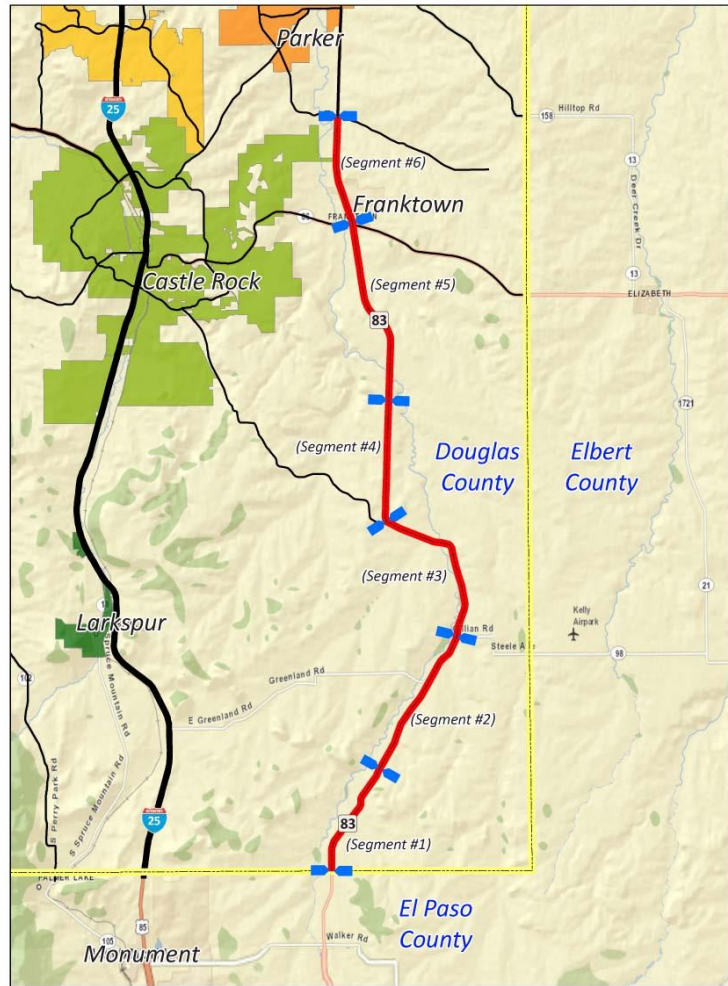 Parker
25
Hilltop Rd
158
13
Deer Creek Dr
(Segment #6)
Franktown
13
Castle Rock
(Segment #5)
ELIZABETH
83
1721
(Segment #4)
Douglas
County
Elbert
County
(Segment #3)
21
Kelly
Airpark
Larkspur
Steele
98
102
Greenland Rd
E Greenland Rd
S Perry Park Rd
S Spruce Mountain Rd
Spruce Mountain Rd
(Segment #2)
25
83
(Segment #1)
PALMER LAKE
El Paso
County
85
105
Walker Rd
Monument